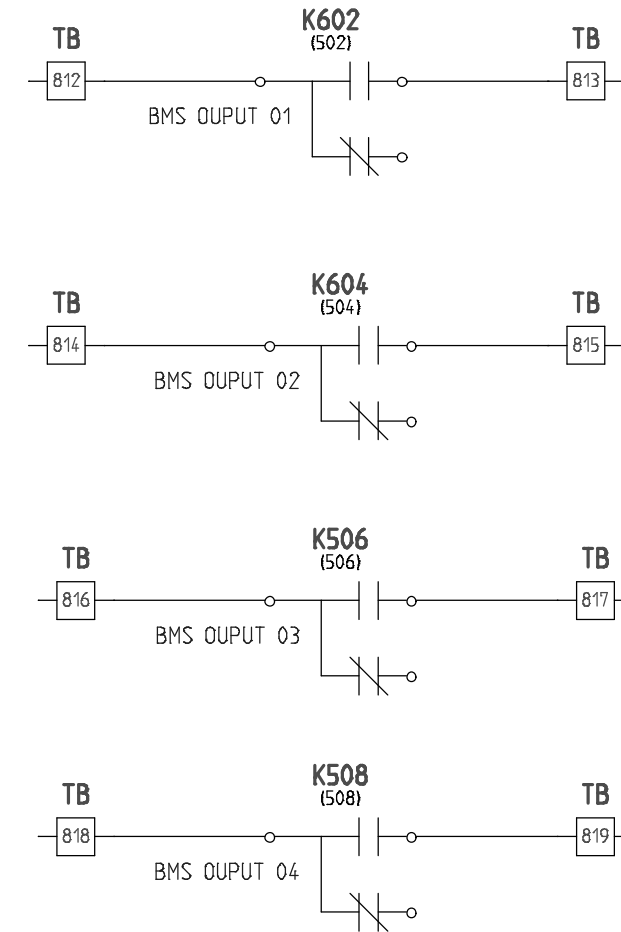 K602
(502)
TB
TB
812
813
BMS OUPUT 01
K604
(504)
TB
TB
814
815
BMS OUPUT 02
K506
(506)
TB
TB
816
817
BMS OUPUT 03
K508
(508)
TB
TB
818
819
BMS OUPUT 04